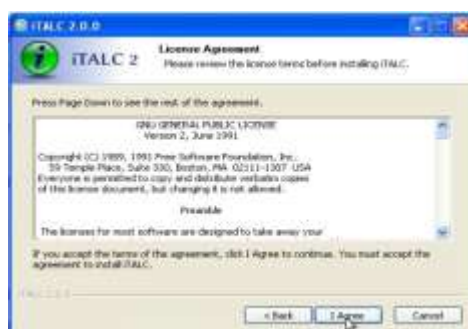 iTALC 2.0.0
iTALC 2
License Agreement
Please review the license terms before installing iTALC.
Press Page Down to see the rest of the agreement.
GNU GENERAL PUBLIC LICENSE
Version 2, June 1991
Copyright (C) 1989, 1991 Free Software Foundation, Inc.,
59 Temple Place, Suite 330, Boston, MA 02111-1307 USA
Everyone is permitted to copy and distribute verbatim copies
of this license document, but changing it is not allowed.
Preamble
The licenses for most software are designed to take away your
If you accept the terms of the agreement, click I Agree to continue. You must accept the
agreement to install iTALC.
< Back
I Agree
Cancel